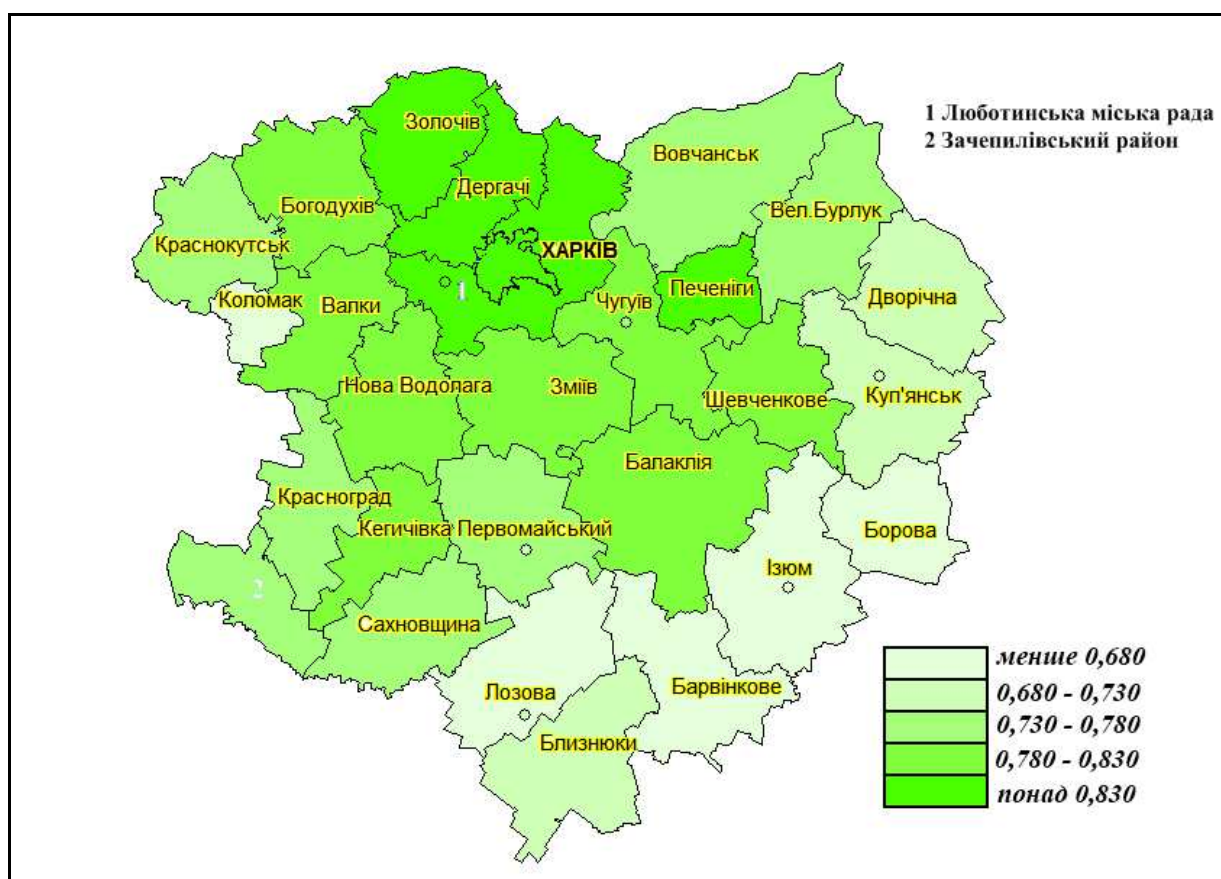 1 Люботинська міська рада
2 Зачепилівський район
Золочів
Дергачі
Вовчанськ
Богодухів
Вел.Бурлук
Краснокутськ
ХАРКІВ
Коломак
Валки
1
Чугуїв
Печеніги
Дворічна
Нова Водолага
Зміїв
Шевченкове
Куп'янськ
Балаклія
Красноград
Кегичівка
Первомайський
Борова
Ізюм
2
Сахновщина
Лозова
Барвінкове
Близнюки
менше 0,680
0,680 - 0,730
0,730 - 0,780
0,780 - 0,830
понад 0,830